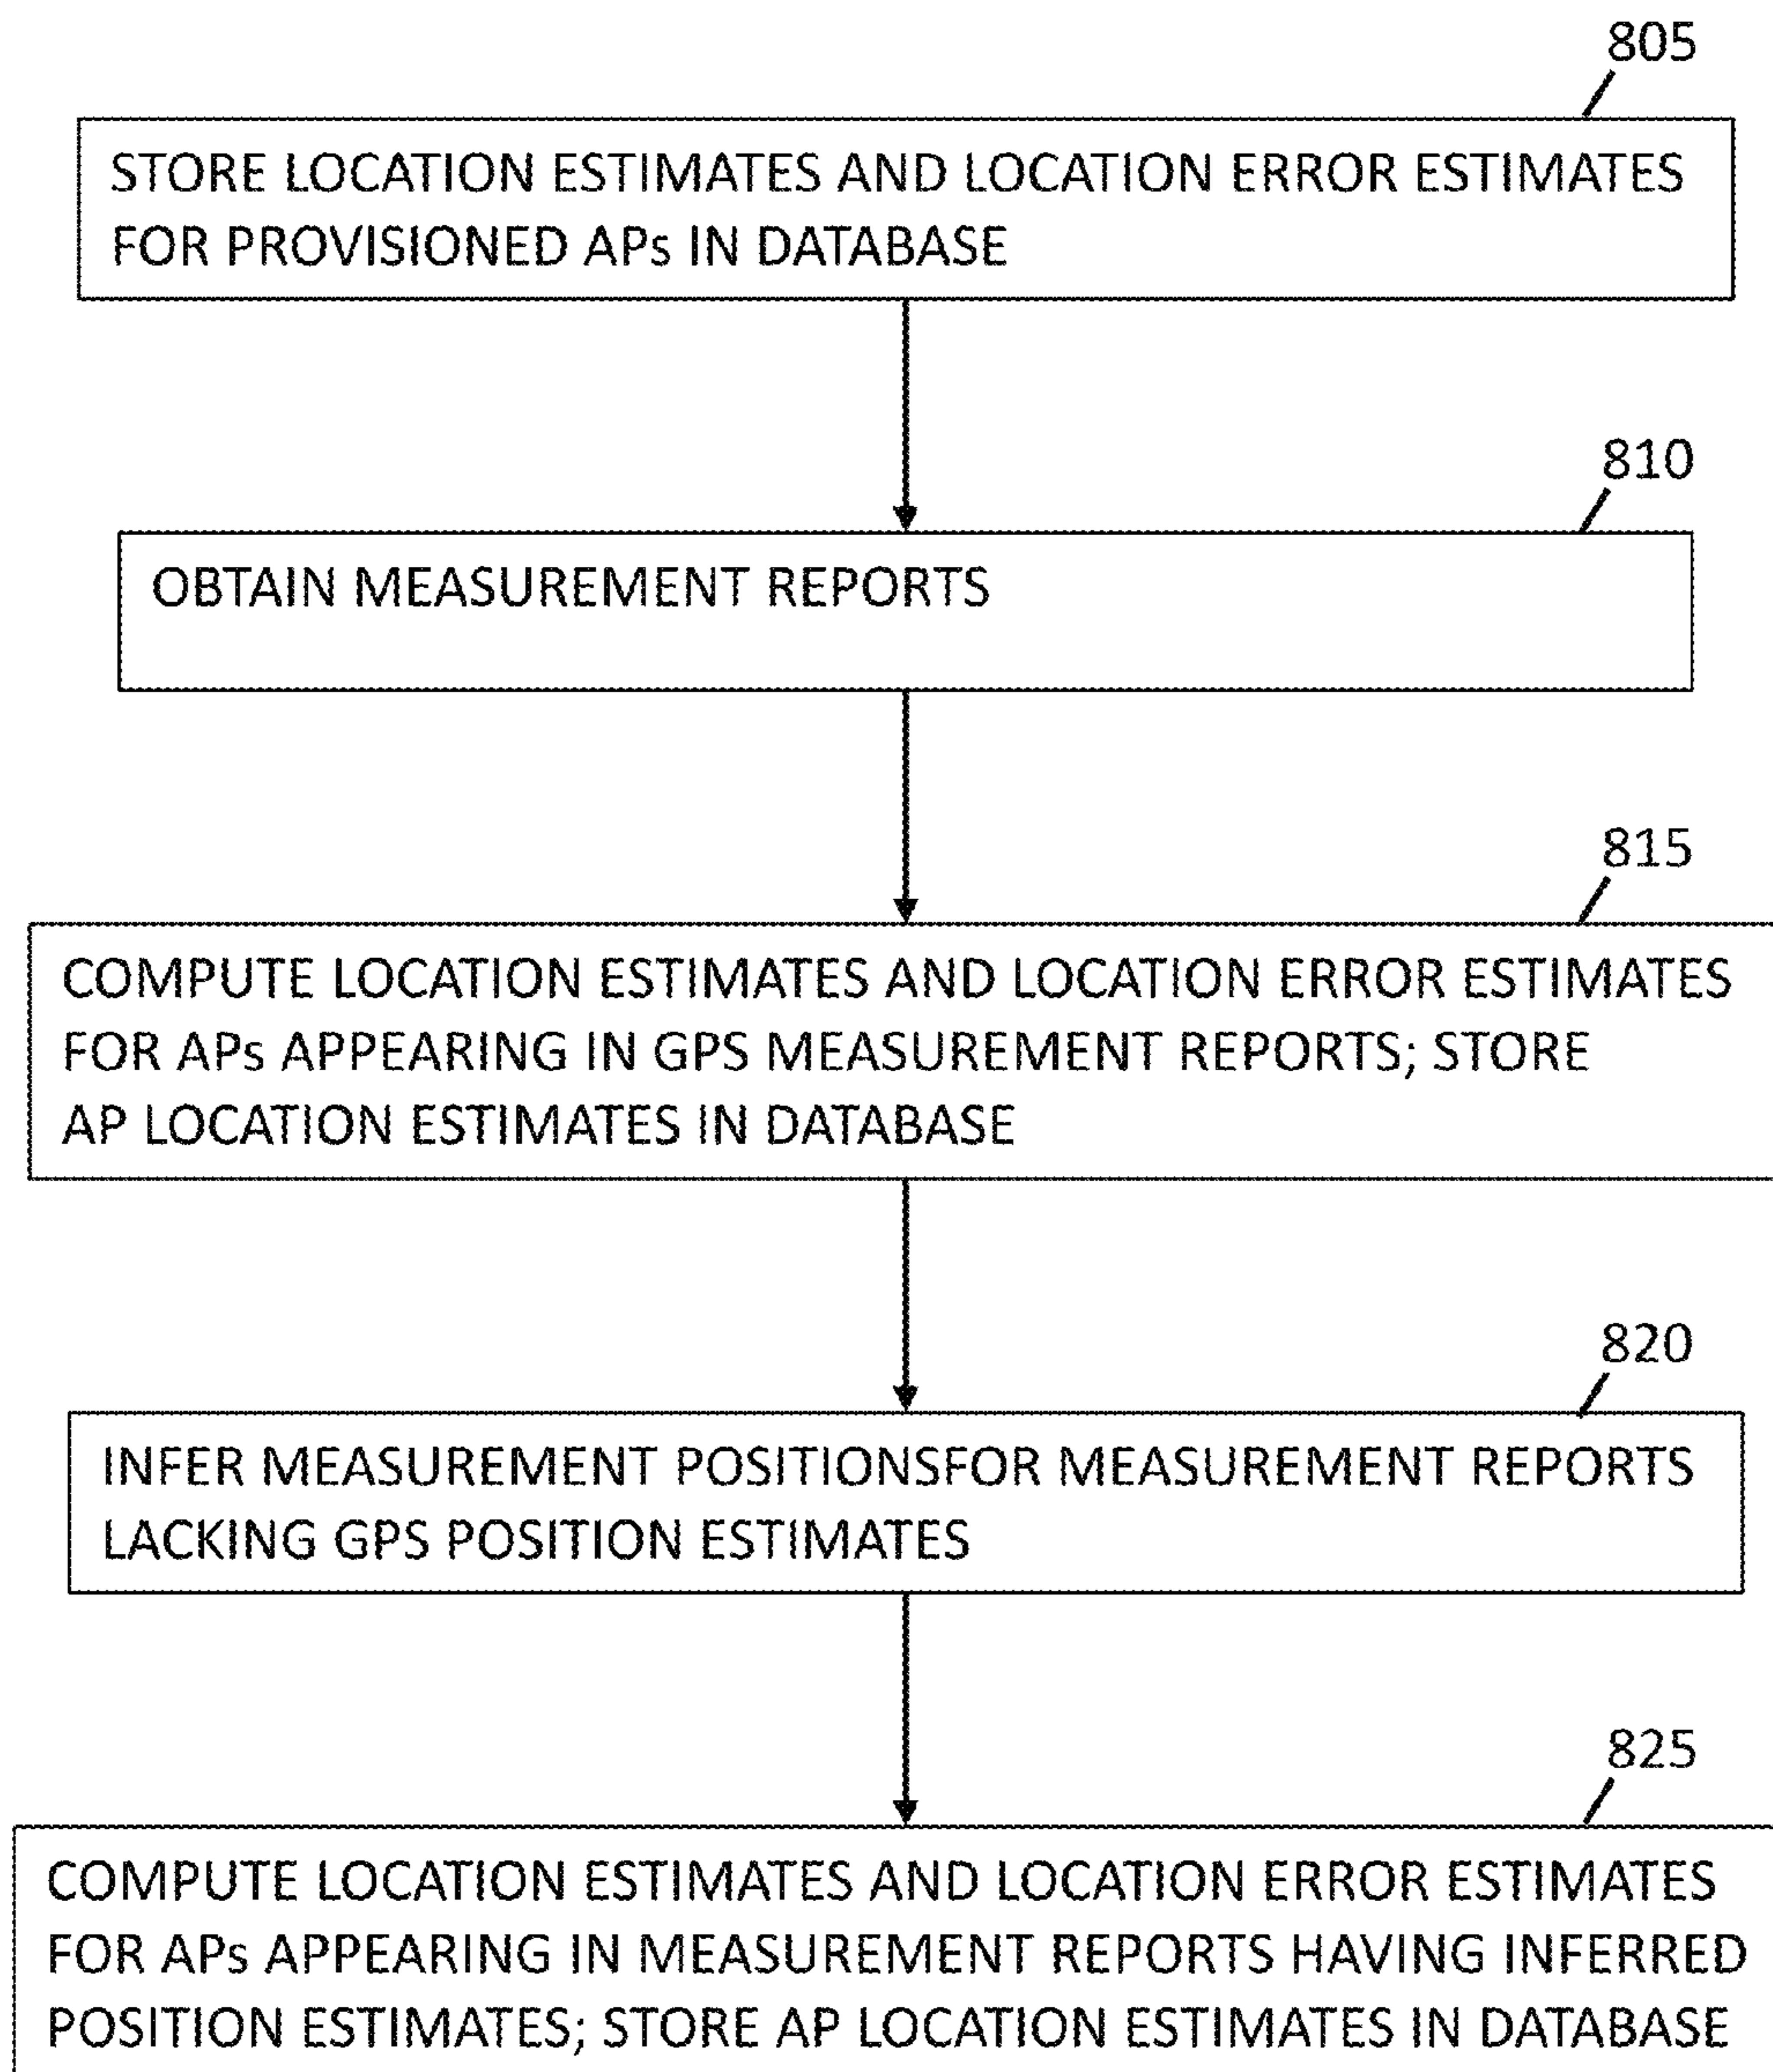 805
STORE LOCATION ESTIMATES AND LOCATION ERROR ESTIMATES
FOR PROVISIONED APs IN DATABASE
810
OBTAIN MEASUREMENT REPORTS
815
COMPUTE LOCATION ESTIMATES AND LOCATION ERROR ESTIMATES
FOR APs APPEARING IN GPS MEASUREMENT REPORTS; STORE
AP LOCATION ESTIMATES IN DATABASE
820
INFER MEASUREMENT POSITIONSFOR MEASUREMENT REPORTS
LACKING GPS POSITION ESTIMATES
825
COMPUTE LOCATION ESTIMATES AND LOCATION ERROR ESTIMATES
FOR APs APPEARING IN MEASUREMENT REPORTS HAVING INFERRED
POSITION ESTIMATES; STORE AP LOCATION ESTIMATES IN DATABASE